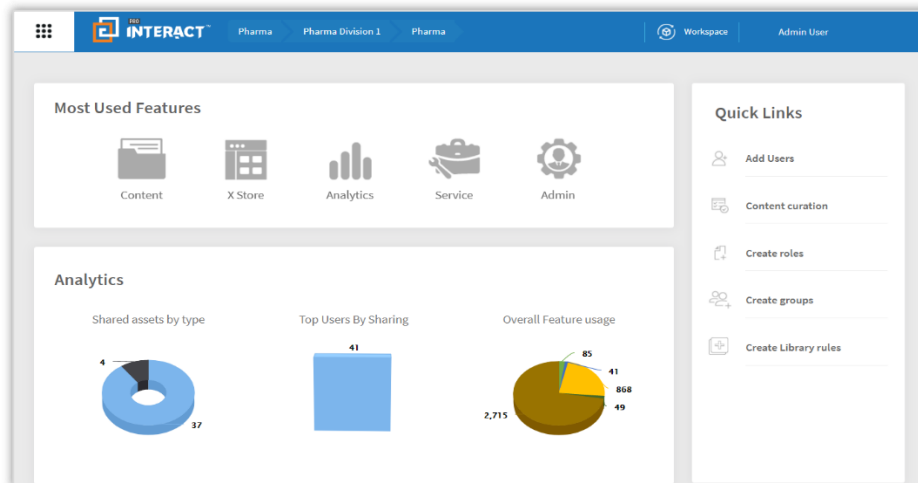 PRO
INTERACT™ Pharma Pharma Division 1 Pharma Workspace Admin User
Most Used Features
Content X Store Analytics Service Admin
Quick Links
Add Users
Content curation
Create roles
Create groups
Create Library rules
Analytics
Shared assets by type
4
37
Top Users By Sharing
41
Overall Feature usage
85
41
868
49
2,715